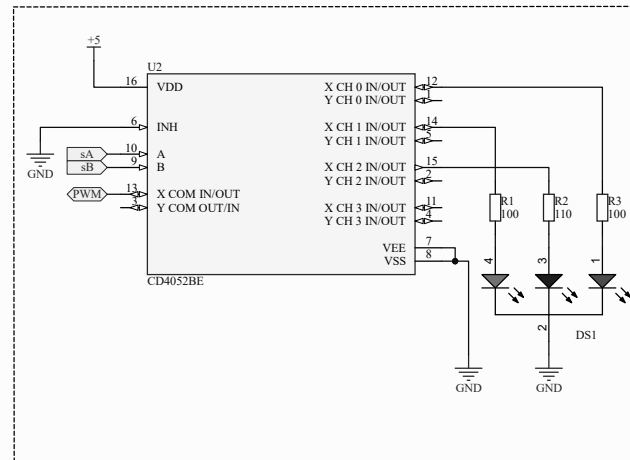 +5
U2
16 VDD
X CH 0 IN/OUT 12
Y CH 0 IN/OUT 1
6 INH
X CH 1 IN/OUT 14
Y CH 1 IN/OUT 5
sA 10 A
sB 9 B
X CH 2 IN/OUT 15
Y CH 2 IN/OUT 2
GND
PWM 13 X COM IN/OUT
3 Y COM OUT/IN
X CH 3 IN/OUT 11
Y CH 3 IN/OUT 4
R1
100
R2
110
R3
100
VEE 7
VSS 8
CD4052BE
4
3
1
2
DS1
GND
GND